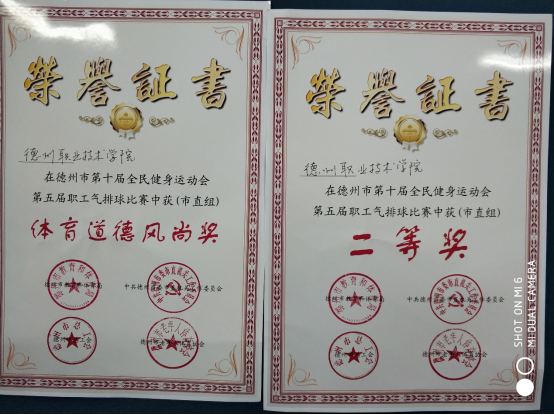 榮譽証書
德州职业技术学院
在德州市第十届全民健身运动会
第五届职工气排球比赛中获(市直组)
体育道德风尚奖
榮譽証書
德州职业技术学院
在德州市第十届全民健身运动会
第五届职工气排球比赛中获(市直组)
二等奖
SHOT ON MI 6
MI DUAL CAMERA